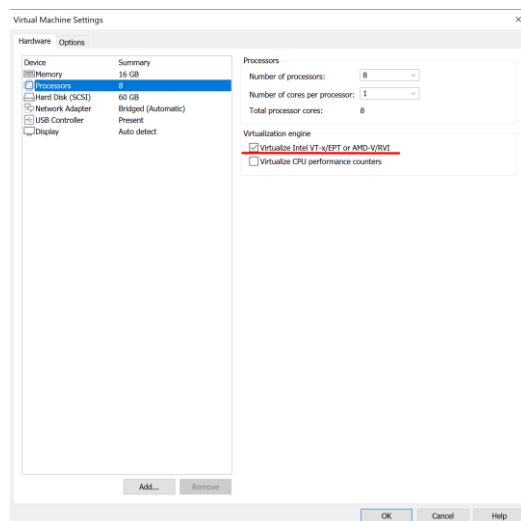 Virtual Machine Settings
Hardware Options
Device Summary
Memory 16 GB
Processors 8
Hard Disk (SCSI) 60 GB
Network Adapter Bridged (Automatic)
USB Controller Present
Display Auto detect
Processors
Number of processors: 8
Number of cores per processor: 1
Total processor cores: 8
Virtualization engine
Virtualize Intel VT-x/EPT or AMD-V/RVI
Virtualize CPU performance counters
Add... Remove
OK Cancel Help